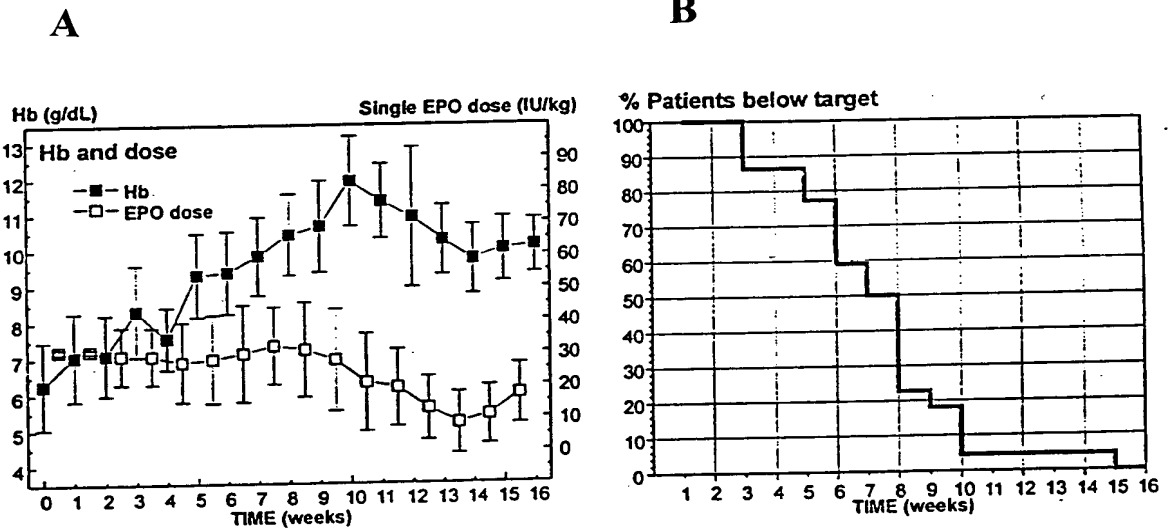 A
B
Hb (g/dL)
Single EPO dose (IU/kg)
Hb and dose
Hb
EPO dose
13
12
11
10
9
8
7
6
5
4
90
80
70
60
50
40
30
20
10
0
0 1 2 3 4 5 6 7 8 9 10 11 12 13 14 15 16
TIME (weeks)
% Patients below target
100
90
80
70
60
50
40
30
20
10
0
1 2 3 4 5 6 7 8 9 10 11 12 13 14 15 16
TIME (weeks)